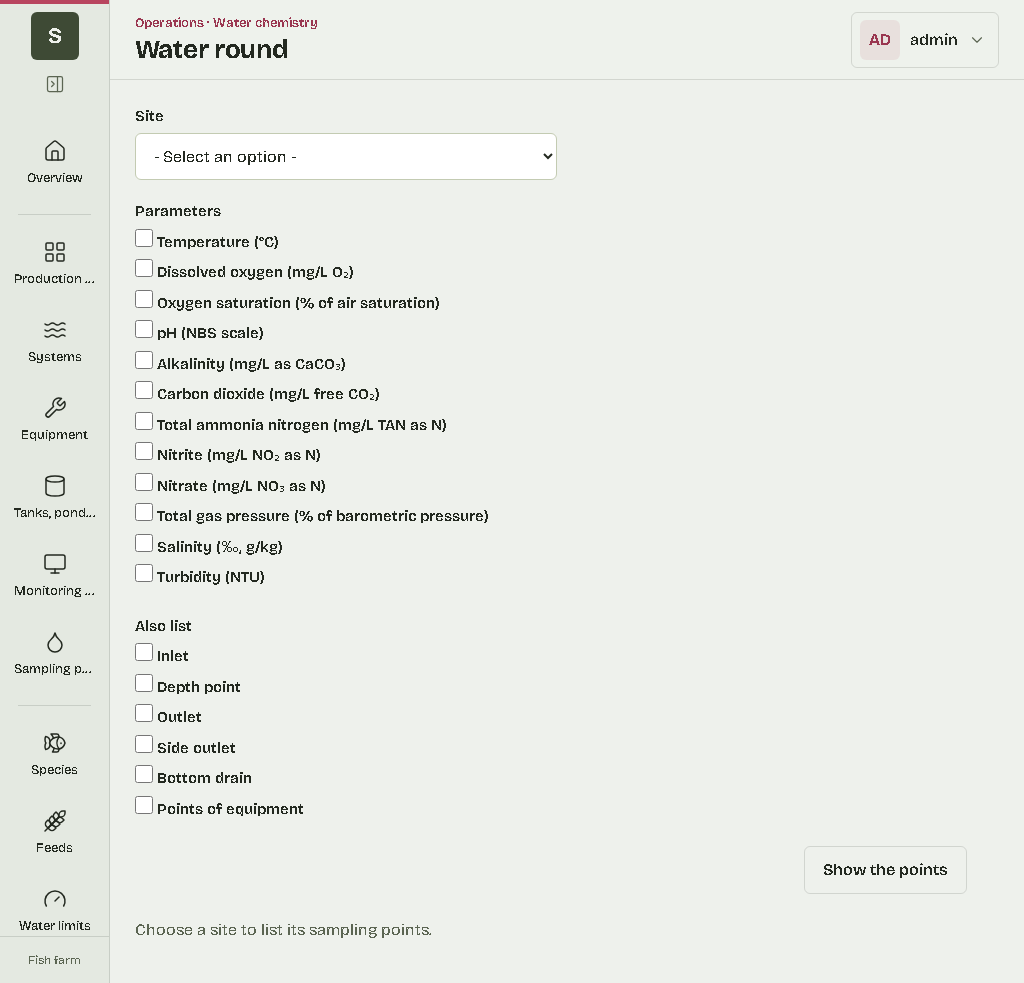 S
Operations · Water chemistry
Water round
AD admin
Overview
Production ...
Systems
Equipment
Tanks, pond...
Monitoring ...
Sampling p...
Species
Feeds
Water limits
Fish farm
Site
- Select an option -
Parameters
Temperature (°C)
Dissolved oxygen (mg/L O₂)
Oxygen saturation (% of air saturation)
pH (NBS scale)
Alkalinity (mg/L as CaCO₃)
Carbon dioxide (mg/L free CO₂)
Total ammonia nitrogen (mg/L TAN as N)
Nitrite (mg/L NO₂ as N)
Nitrate (mg/L NO₃ as N)
Total gas pressure (% of barometric pressure)
Salinity (‰, g/kg)
Turbidity (NTU)
Also list
Inlet
Depth point
Outlet
Side outlet
Bottom drain
Points of equipment
Show the points
Choose a site to list its sampling points.